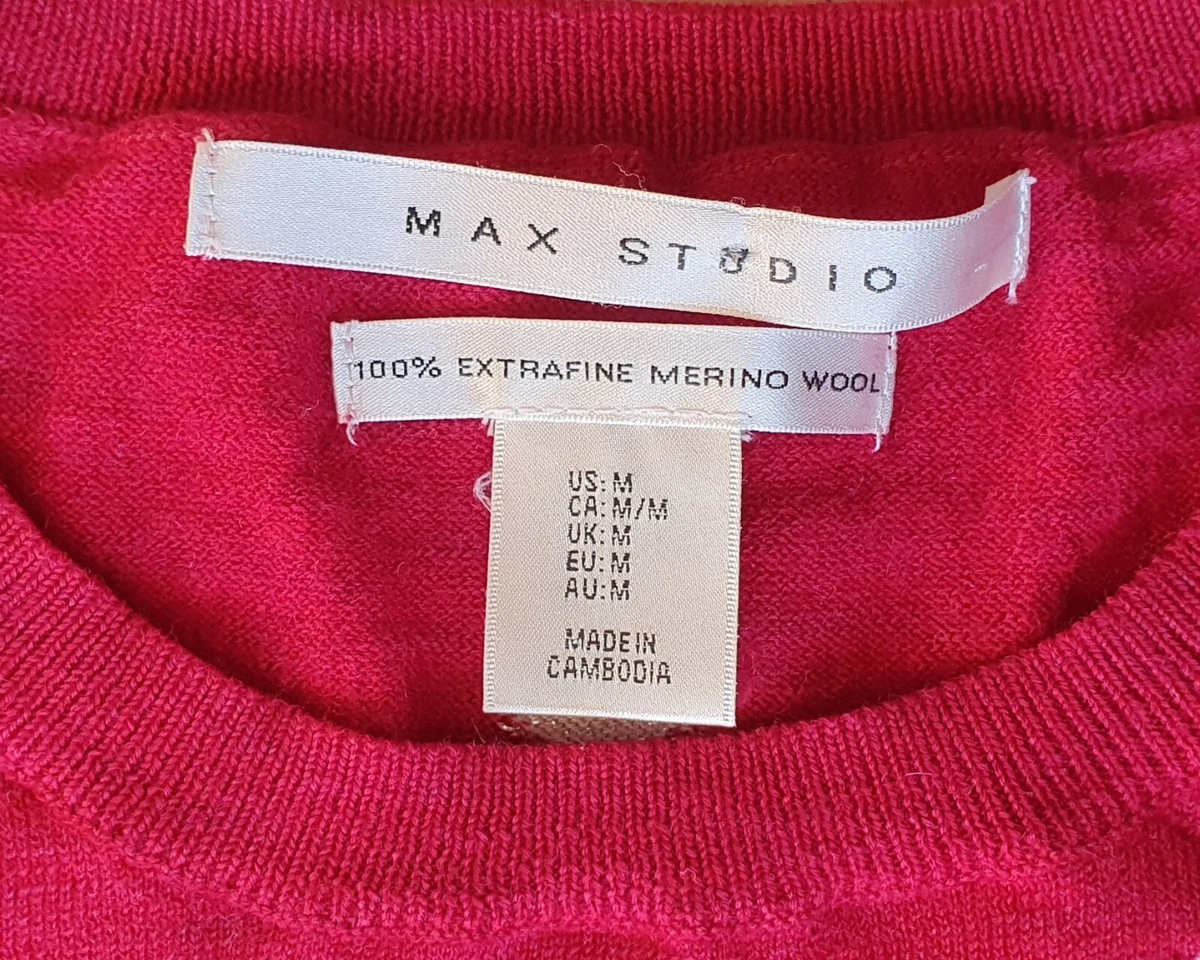 MAX STUDIO
100% EXTRAFINE MERINO WOOL
US: M
CA: M/M
UK: M
EU: M
AU: M
MADE IN
CAMBODIA